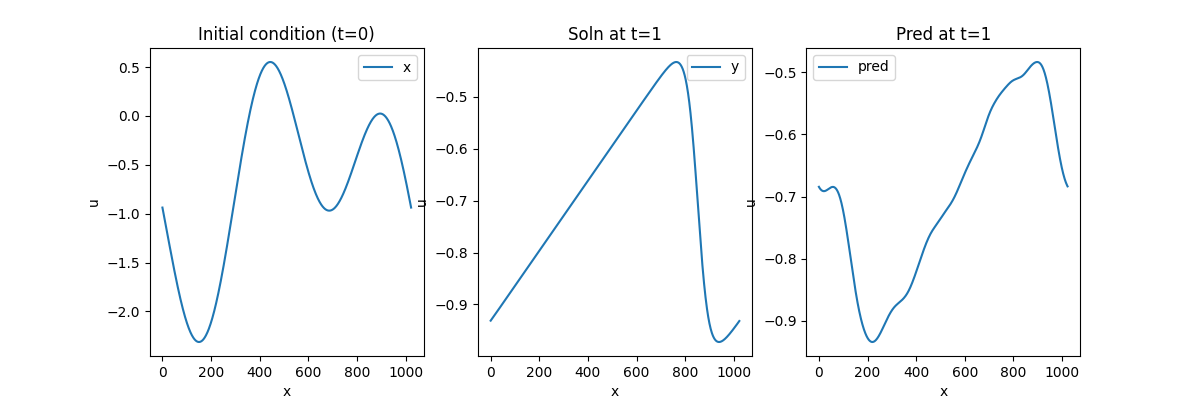 Initial condition (t=0)
x
0.5
0.0
−0.5
−1.0
−1.5
−2.0
u
0 200 400 600 800 1000
x
Soln at t=1
y
−0.5
−0.6
−0.7
−0.8
−0.9
u
0 200 400 600 800 1000
x
Pred at t=1
pred
−0.5
−0.6
−0.7
−0.8
−0.9
u
0 200 400 600 800 1000
x